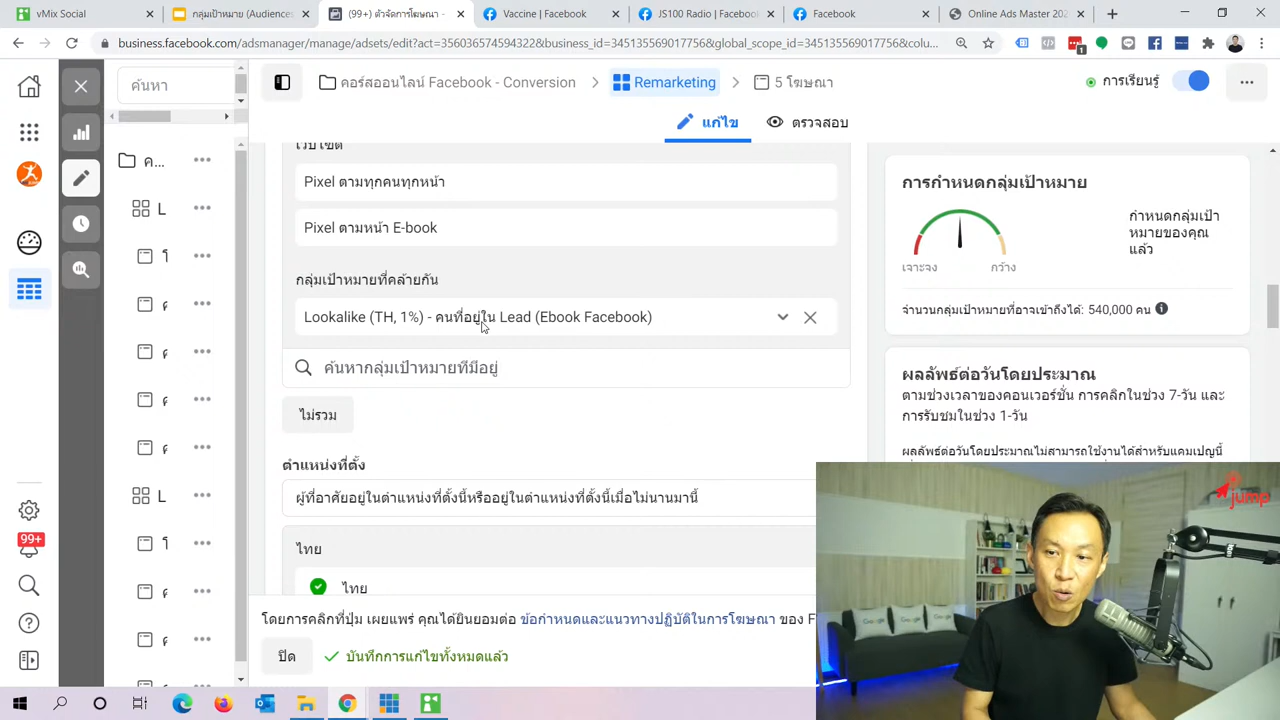 vMix Social
กลุ่มเป้าหมาย (Audiences
(99+) ตัวจัดการโฆษณา -
Vaccine | Facebook
JS100 Radio | Facebook
Facebook
Online Ads Master 202
business.facebook.com/adsmanager/manage/adsets/edit?act=356036574594322&business_id=345135569017756&global_scope_id=345135569017756&colu...
ค้นหา
คอร์สออนไลน์ Facebook - Conversion
Remarketing
5 โฆษณา
การเรียนรู้
แก้ไข
ตรวจสอบ
เว็บไซต์
Pixel ตามทุกคนทุกหน้า
Pixel ตามหน้า E-book
กลุ่มเป้าหมายที่คล้ายกัน
Lookalike (TH, 1%) - คนที่อยู่ใน Lead (Ebook Facebook)
ค้นหากลุ่มเป้าหมายที่มีอยู่
ไม่รวม
ตำแหน่งที่ตั้ง
ผู้ที่อาศัยอยู่ในตำแหน่งที่ตั้งนี้หรืออยู่ในตำแหน่งที่ตั้งนี้เมื่อไม่นานมานี้
ไทย
ไทย
โดยการคลิกที่ปุ่ม เผยแพร่ คุณได้ยินยอมต่อ ข้อกำหนดและแนวทางปฏิบัติในการโฆษณา ของ F
ปิด
บันทึกการแก้ไขทั้งหมดแล้ว
การกำหนดกลุ่มเป้าหมาย
กำหนดกลุ่มเป้า
หมายของคุณ
แล้ว
เจาะจง
กว้าง
จำนวนกลุ่มเป้าหมายที่อาจเข้าถึงได้: 540,000 คน
ผลลัพธ์ต่อวันโดยประมาณ
ตามช่วงเวลาของคอนเวอร์ชั่น การคลิกในช่วง 7-วัน และ
การรับชมในช่วง 1-วัน
ผลลัพธ์ต่อวันโดยประมาณไม่สามารถใช้งานได้สำหรับแคมเปญนี้
ค...
L
L
99+
1
Google
Google
jump